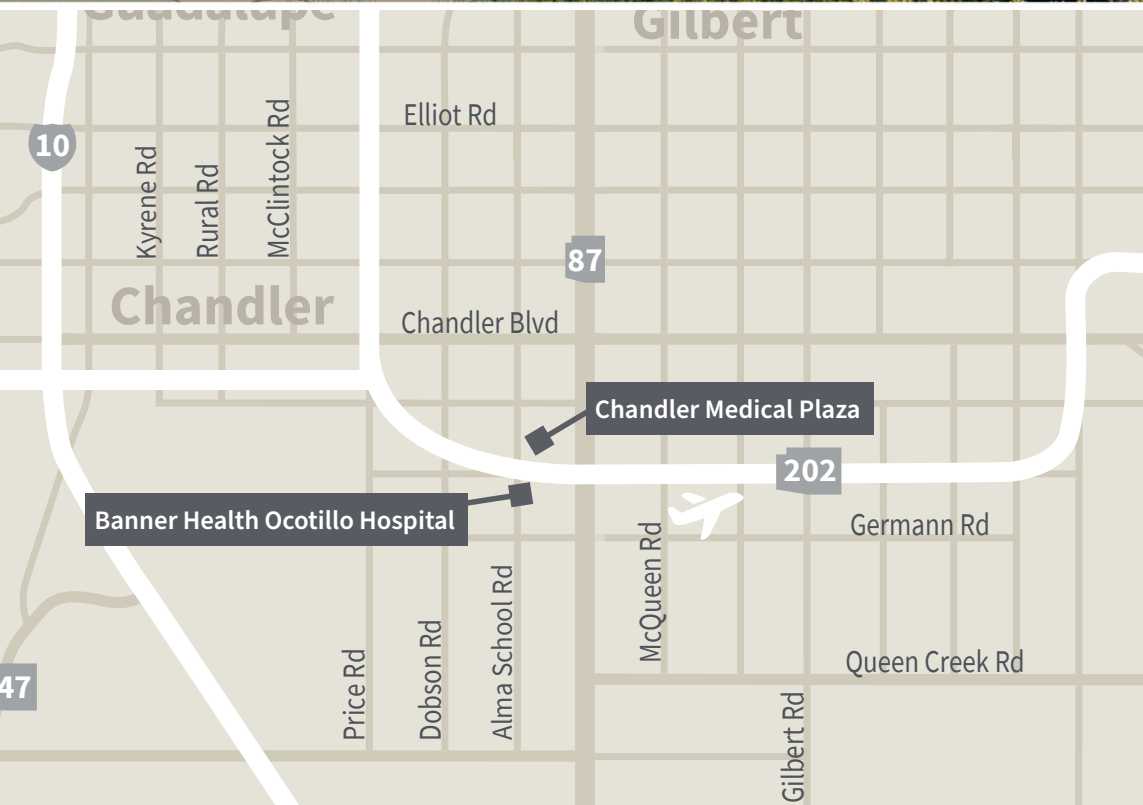 Guadalupe
Gilbert
Elliot Rd
10
Kyrene Rd
Rural Rd
McClintock Rd
87
Chandler
Chandler Blvd
Chandler Medical Plaza
202
Banner Health Ocotillo Hospital
Germann Rd
McQueen Rd
Alma School Rd
Dobson Rd
Price Rd
Queen Creek Rd
47
Gilbert Rd